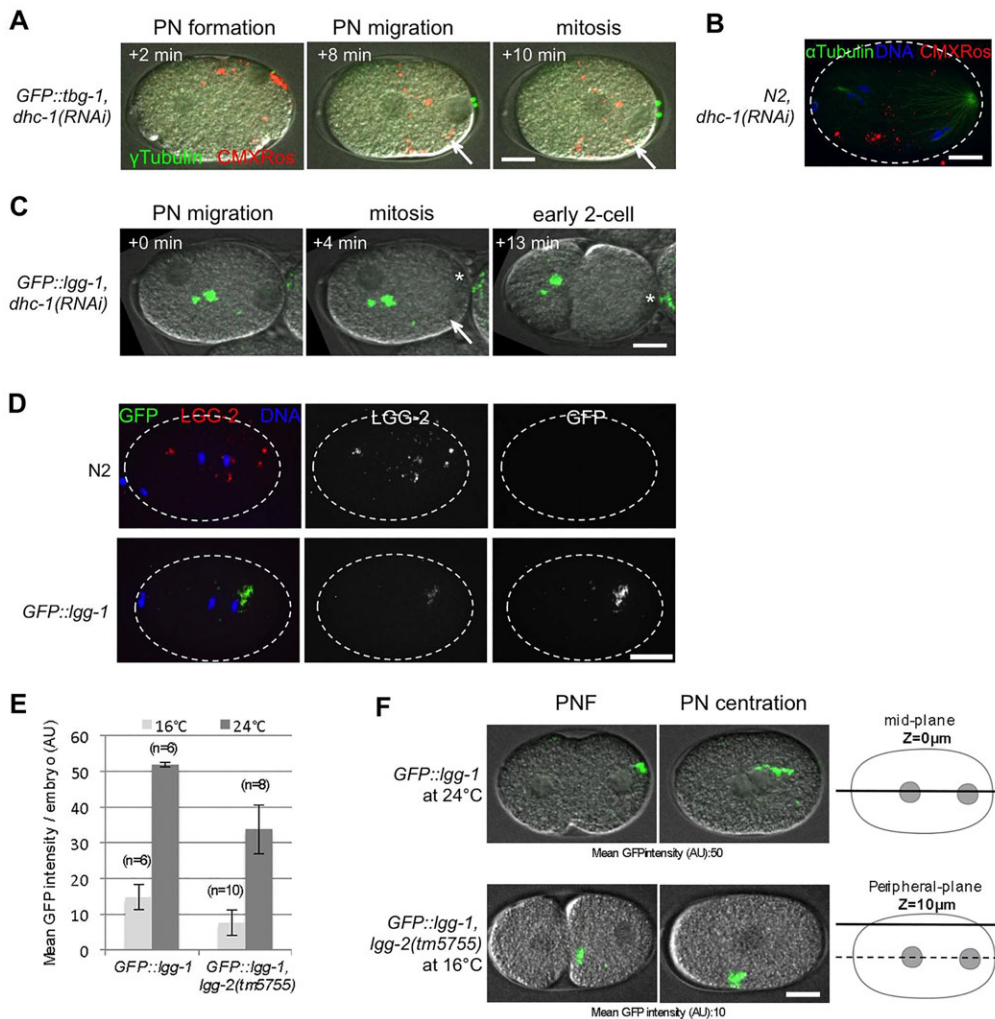 A
PN formation
PN migration
mitosis
GFP::tbg-1,
dhc-1(RNAi)
+2 min
+8 min
+10 min
γTubulin
CMXRos
B
N2,
dhc-1(RNAi)
αTubulin DNA CMXRos
C
PN migration
mitosis
early 2-cell
GFP::lgg-1,
dhc-1(RNAi)
+0 min
+4 min
+13 min
*
*
D
GFP LGG-2 DNA
LGG-2
GFP
N2
GFP::lgg-1
E
Mean GFP intensity / embryo (AU)
16°C
24°C
60
50
40
30
20
10
0
(n=6)
(n=6)
(n=10)
(n=8)
GFP::lgg-1
GFP::lgg-1,
lgg-2(tm5755)
F
PNF
PN centration
GFP::lgg-1
at 24°C
mid-plane
Z=0µm
Mean GFPintensity (AU):50
GFP::lgg-1,
lgg-2(tm5755)
at 16°C
Peripheral-plane
Z=10µm
Mean GFP intensity (AU):10